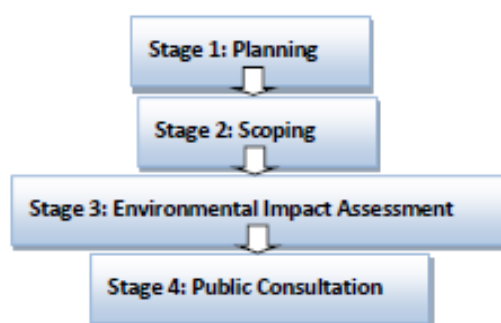 Stage 1: Planning
Stage 2: Scoping
Stage 3: Environmental Impact Assessment
Stage 4: Public Consultation